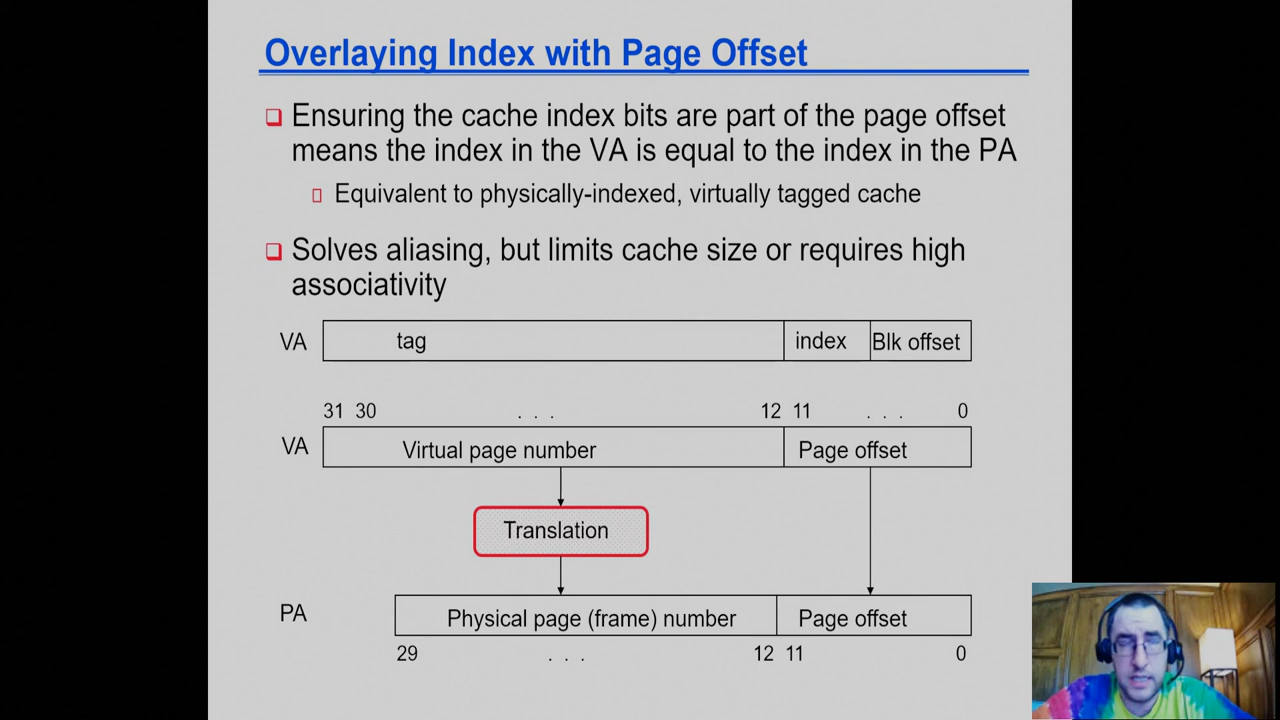 Overlaying Index with Page Offset
Ensuring the cache index bits are part of the page offset
means the index in the VA is equal to the index in the PA
Equivalent to physically-indexed, virtually tagged cache
Solves aliasing, but limits cache size or requires high
associativity
VA tag index Blk offset
31 30 . . . 12 11 . . . 0
VA Virtual page number Page offset
Translation
PA Physical page (frame) number Page offset
29 . . . 12 11 0